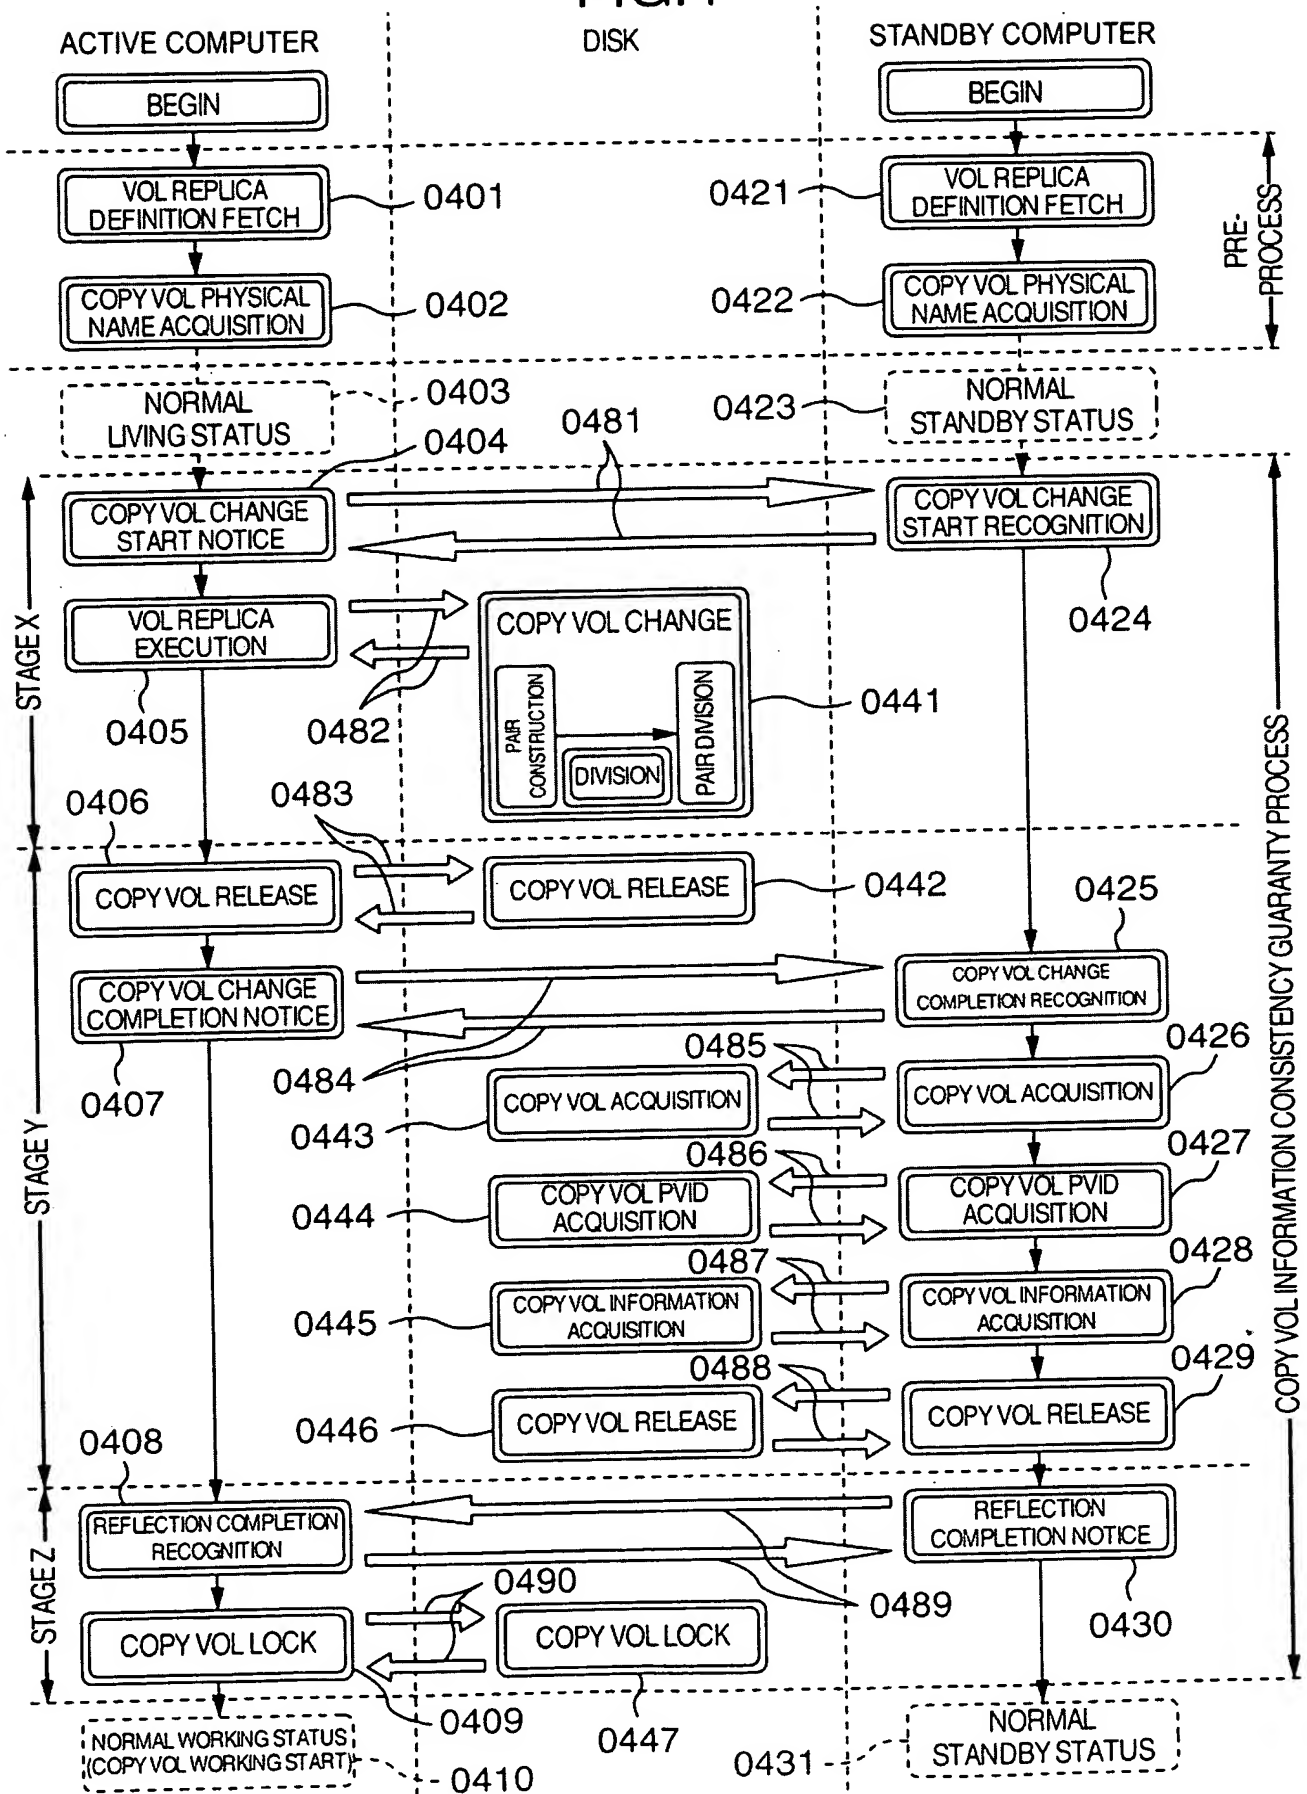 ACTIVE COMPUTER
DISK
STANDBY COMPUTER
BEGIN
BEGIN
VOL REPLICA
DEFINITION FETCH
0401
0421
VOL REPLICA
DEFINITION FETCH
PRE-
PROCESS
COPY VOL PHYSICAL
NAME ACQUISITION
0402
0422
COPY VOL PHYSICAL
NAME ACQUISITION
NORMAL
LIVING STATUS
0403
0404
0481
0423
NORMAL
STANDBY STATUS
STAGE X
COPY VOL CHANGE
START NOTICE
COPY VOL CHANGE
START RECOGNITION
0424
VOL REPLICA
EXECUTION
0405
0482
COPY VOL CHANGE
PAIR
CONSTRUCTION
DIVISION
PAIR DIVISION
0441
COPY VOL INFORMATION CONSISTENCY GUARANTY PROCESS
STAGE Y
0406
0483
COPY VOL RELEASE
COPY VOL RELEASE
0442
0425
COPY VOL CHANGE
COMPLETION NOTICE
0407
0484
COPY VOL CHANGE
COMPLETION RECOGNITION
0485
0426
COPY VOL ACQUISITION
0443
COPY VOL ACQUISITION
0486
0427
COPY VOL PVID
ACQUISITION
0444
COPY VOL PVID
ACQUISITION
0487
0428
COPY VOL INFORMATION
ACQUISITION
0445
COPY VOL INFORMATION
ACQUISITION
0488
0429
COPY VOL RELEASE
0446
COPY VOL RELEASE
STAGE Z
0408
REFLECTION COMPLETION
RECOGNITION
REFLECTION
COMPLETION NOTICE
0489
0430
0490
COPY VOL LOCK
COPY VOL LOCK
0409
0447
NORMAL WORKING STATUS
(COPY VOL WORKING START)
0410
0431
NORMAL
STANDBY STATUS